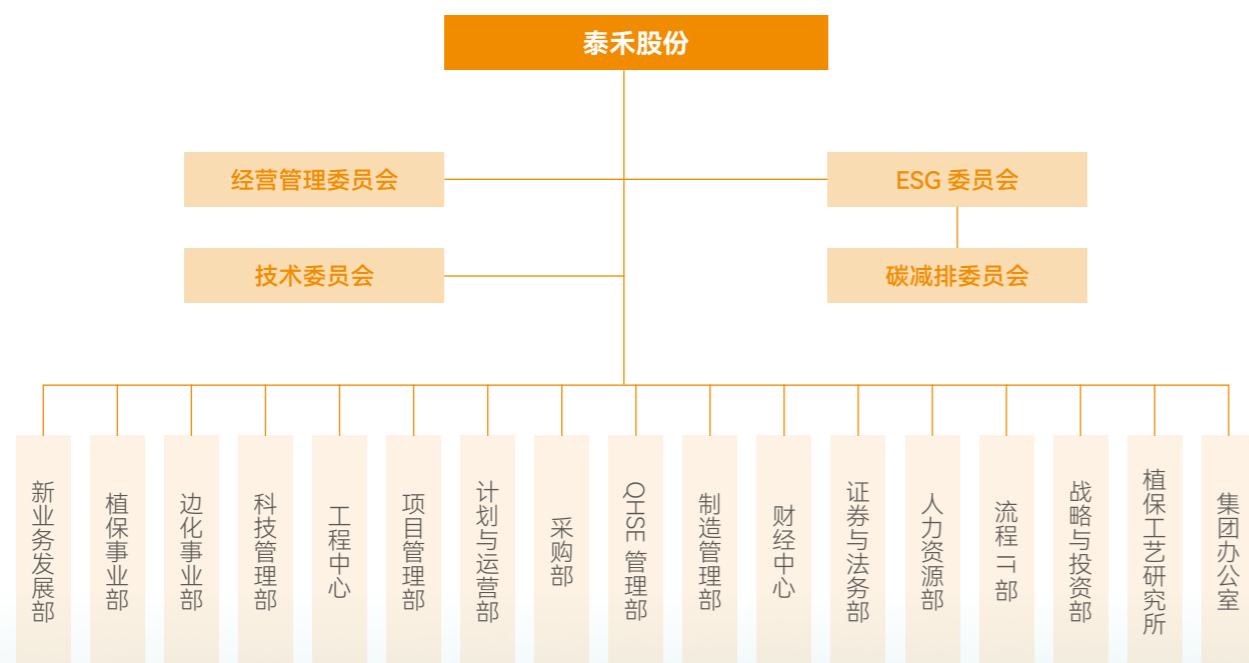 泰禾股份
经营管理委员会
ESG 委员会
技术委员会
碳减排委员会
新业务发展部
植保事业部
边化事业部
科技管理部
工程中心
项目管理部
计划与运营部
采购部
QHSE 管理部
制造管理部
财经中心
证券与法务部
人力资源部
流程 IT 部
战略与投资部
植保工艺研究所
集团办公室